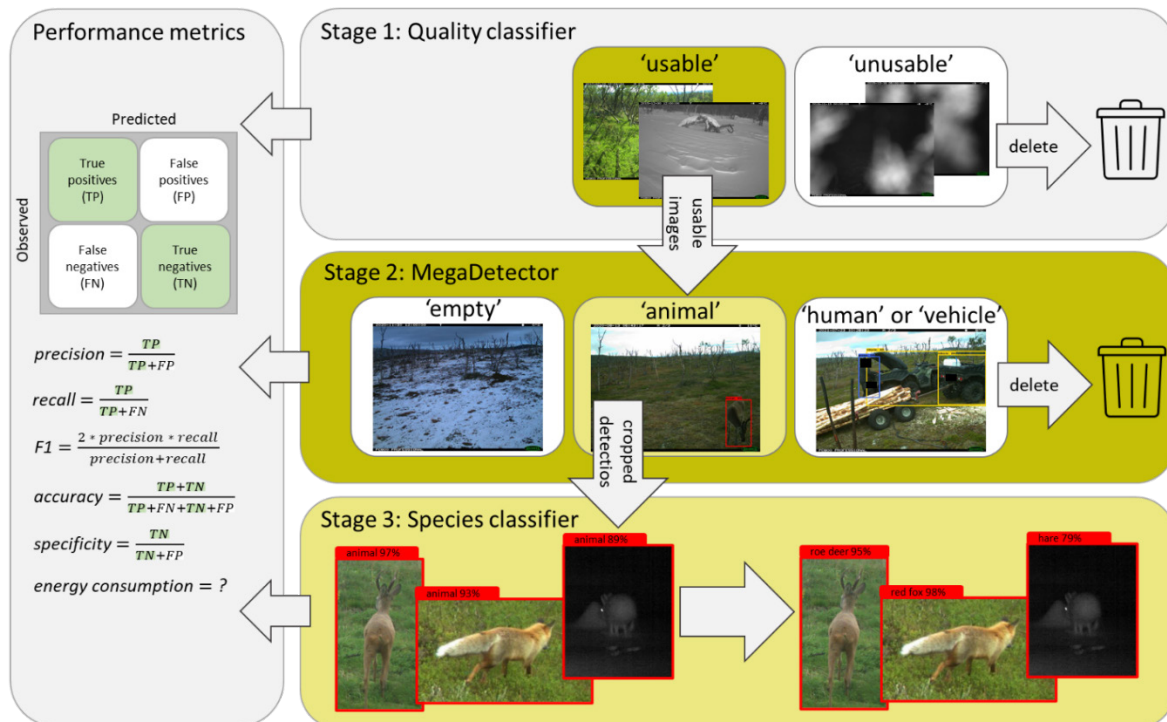 Performance metrics
Predicted
Observed
True
positives
(TP)
False
positives
(FP)
False
negatives
(FN)
True
negatives
(TN)
precision = TP / TP+FP
recall = TP / TP+FN
F1 = 2 * precision * recall / precision+recall
accuracy = TP+TN / TP+FN+TN+FP
specificity = TN / TN+FP
energy consumption = ?
Stage 1: Quality classifier
'usable'
'unusable'
delete
usable
images
Stage 2: MegaDetector
'empty'
'animal'
'human' or 'vehicle'
delete
cropped
detectios
Stage 3: Species classifier
animal 97%
animal 93%
animal 89%
roe deer 95%
red fox 98%
hare 79%